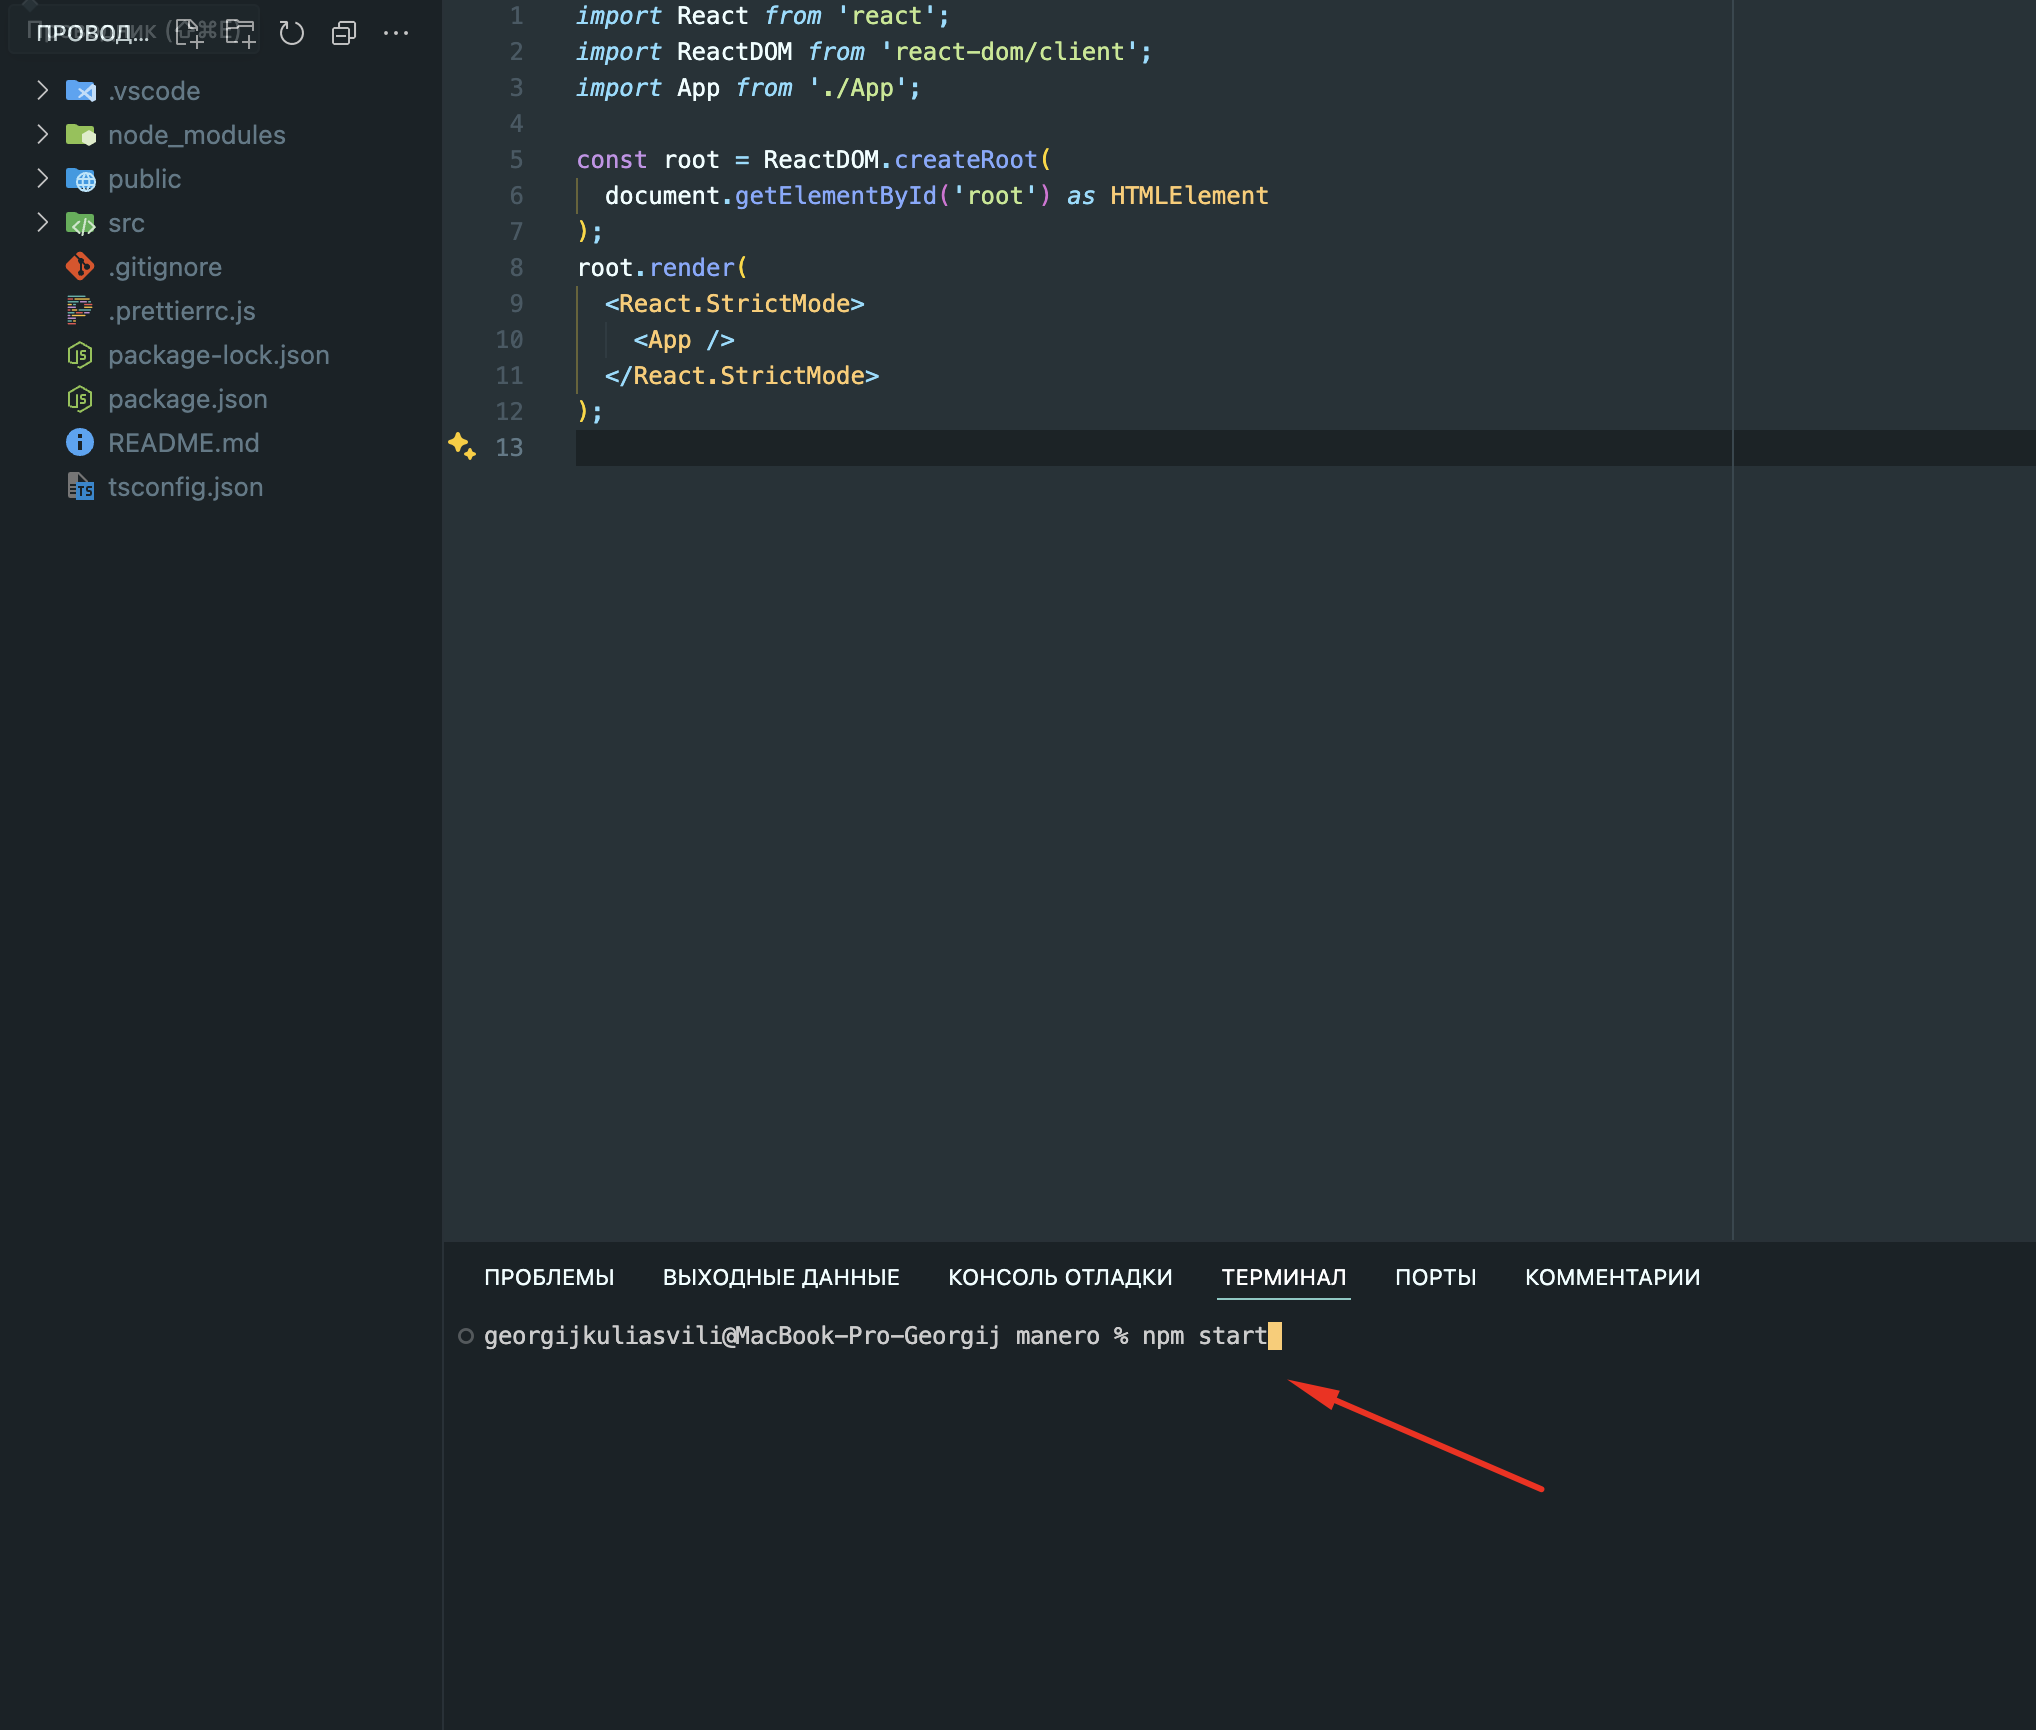 ПРОВОД...
.vscode
node_modules
public
src
.gitignore
.prettierrc.js
package-lock.json
package.json
README.md
tsconfig.json
1 import React from 'react';
2 import ReactDOM from 'react-dom/client';
3 import App from './App';
4
5 const root = ReactDOM.createRoot(
6 document.getElementById('root') as HTMLElement
7 );
8 root.render(
9 <React.StrictMode>
10 <App />
11 </React.StrictMode>
12 );
13
ПРОБЛЕМЫ ВЫХОДНЫЕ ДАННЫЕ КОНСОЛЬ ОТЛАДКИ ТЕРМИНАЛ ПОРТЫ КОММЕНТАРИИ
georgijkuliasvili@MacBook-Pro-Georgij manero % npm start